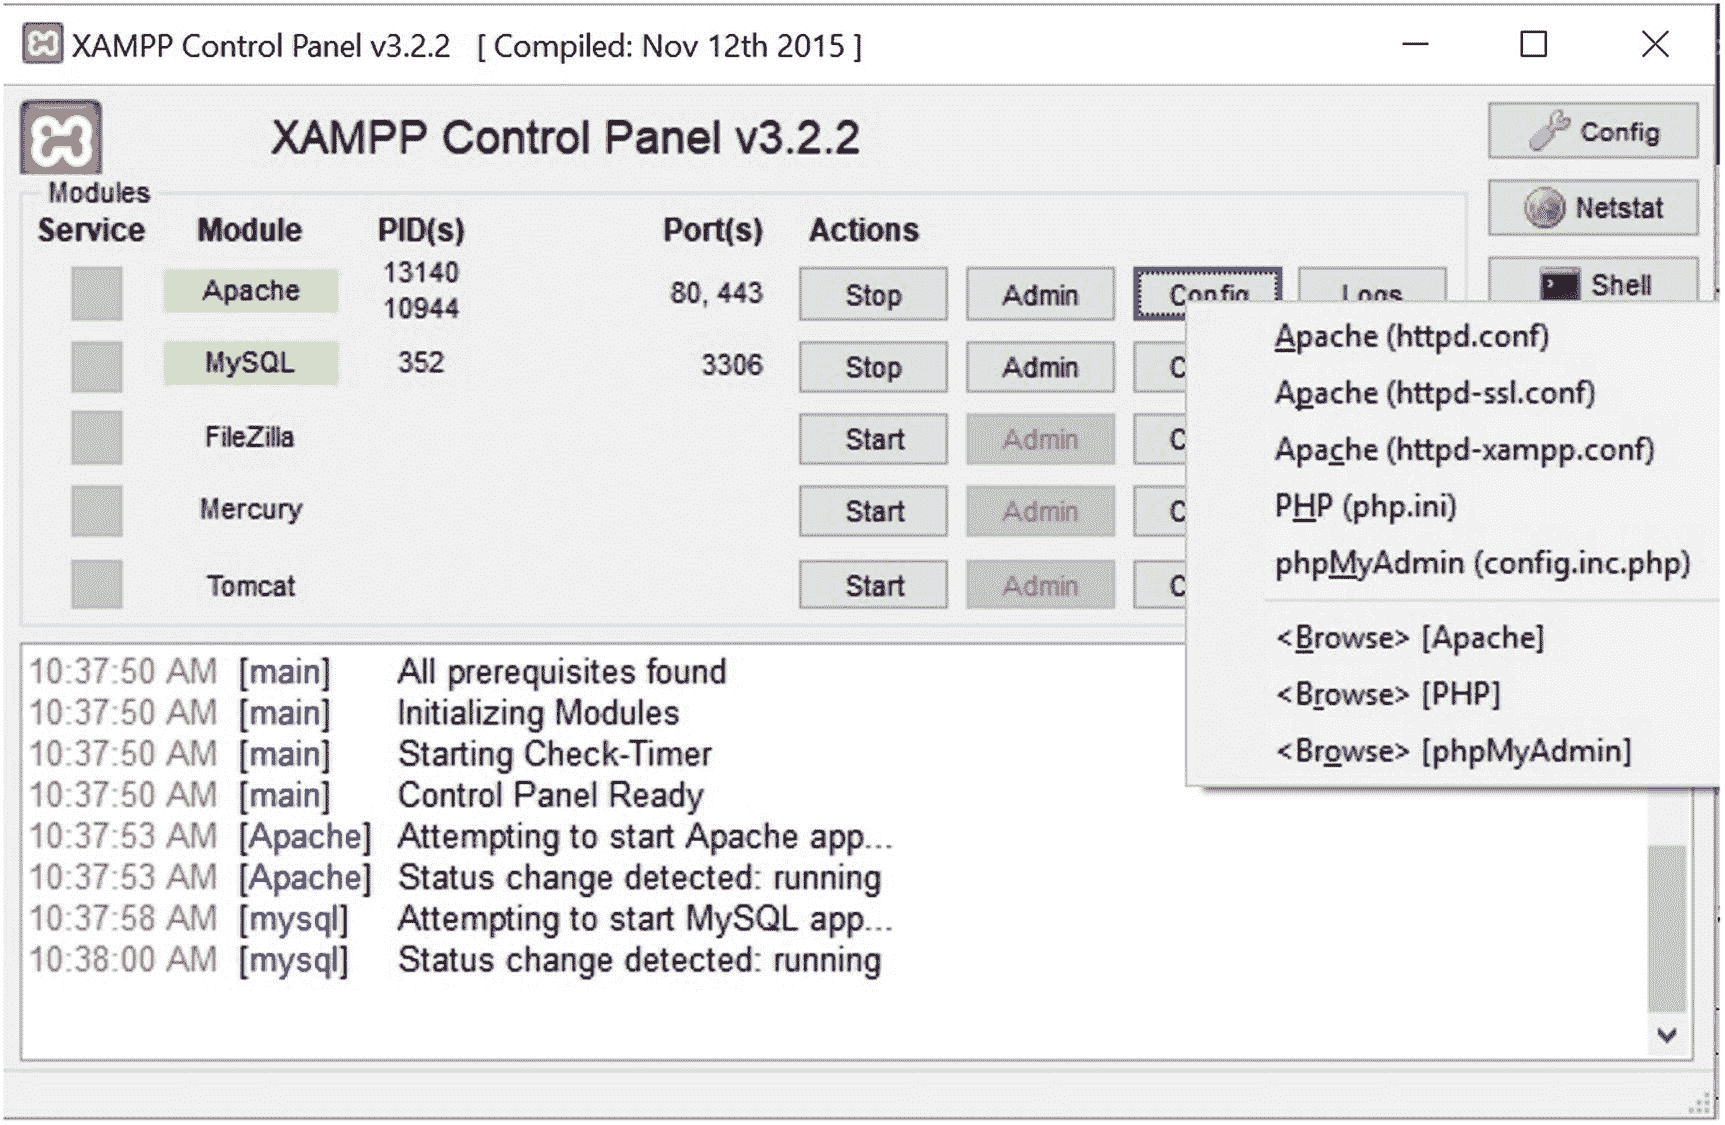 XAMPP Control Panel v3.2.2 [ Compiled: Nov 12th 2015 ]
XAMPP Control Panel v3.2.2
Config
Modules
Netstat
Service Module PID(s) Port(s) Actions
Apache 13140 10944 80, 443 Stop Admin Config Logs
Shell
MySQL 352 3306 Stop Admin
FileZilla Start Admin
Mercury Start Admin
Tomcat Start Admin
Apache (httpd.conf)
Apache (httpd-ssl.conf)
Apache (httpd-xampp.conf)
PHP (php.ini)
phpMyAdmin (config.inc.php)
<Browse> [Apache]
<Browse> [PHP]
<Browse> [phpMyAdmin]
10:37:50 AM [main] All prerequisites found
10:37:50 AM [main] Initializing Modules
10:37:50 AM [main] Starting Check-Timer
10:37:50 AM [main] Control Panel Ready
10:37:53 AM [Apache] Attempting to start Apache app...
10:37:53 AM [Apache] Status change detected: running
10:37:58 AM [mysql] Attempting to start MySQL app...
10:38:00 AM [mysql] Status change detected: running